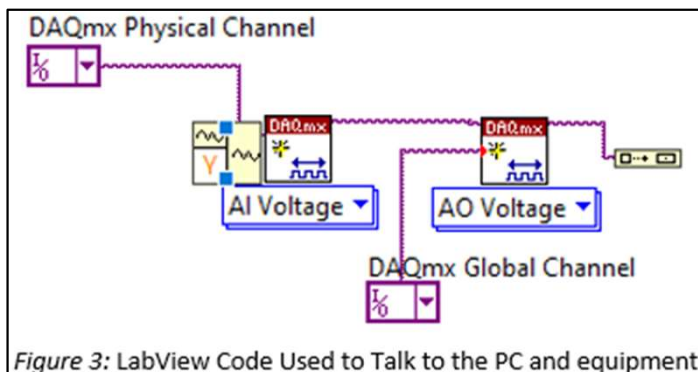 DAQmx Physical Channel
I/O
DAQmx DAQmx
Y
AI Voltage AO Voltage
DAQmx Global Channel
I/O
Figure 3: LabView Code Used to Talk to the PC and equipment